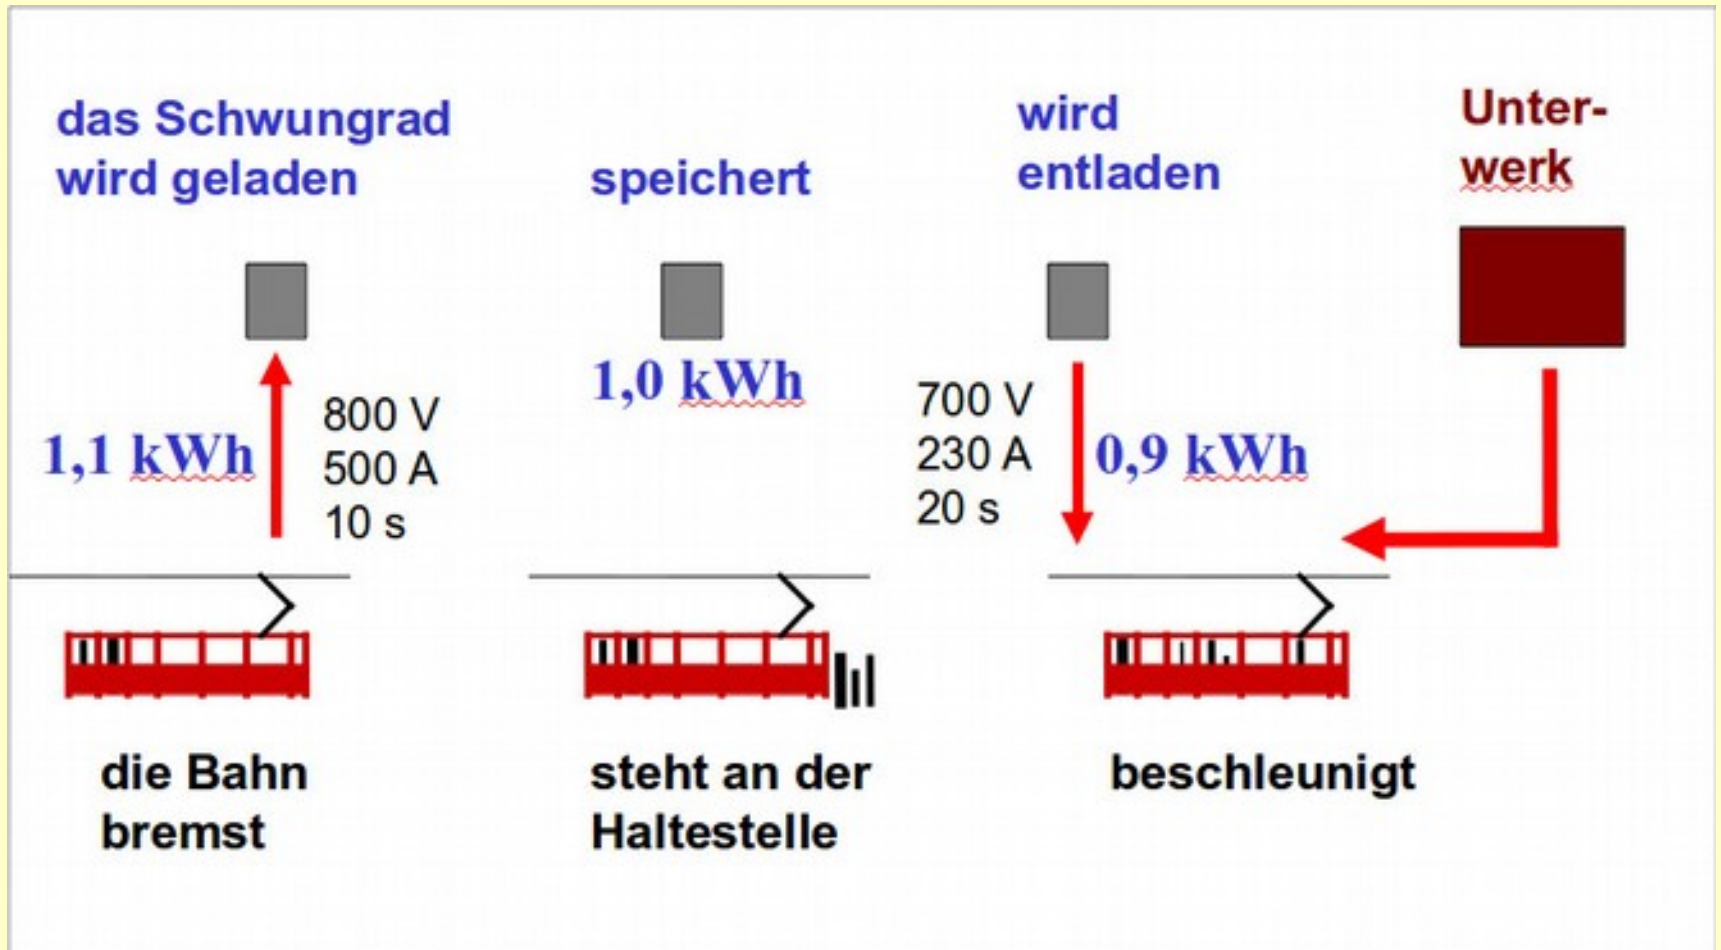 das Schwungrad
wird geladen
speichert
wird
entladen
Unter-
werk
1,1 kWh
800 V
500 A
10 s
1,0 kWh
700 V
230 A
20 s
0,9 kWh
die Bahn
bremst
steht an der
Haltestelle
beschleunigt